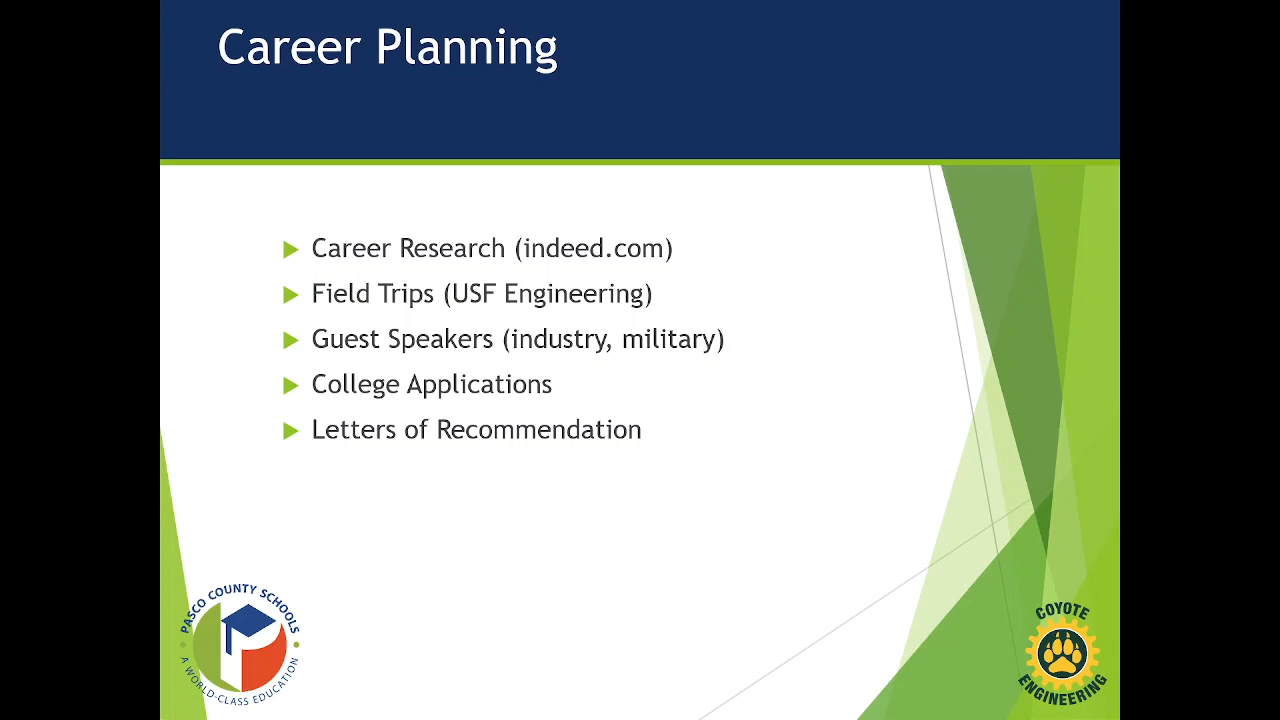 Career Planning
Career Research (indeed.com)
Field Trips (USF Engineering)
Guest Speakers (industry, military)
College Applications
Letters of Recommendation
PASCO COUNTY SCHOOLS
A WORLD-CLASS EDUCATION
COYOTE
ENGINEERING